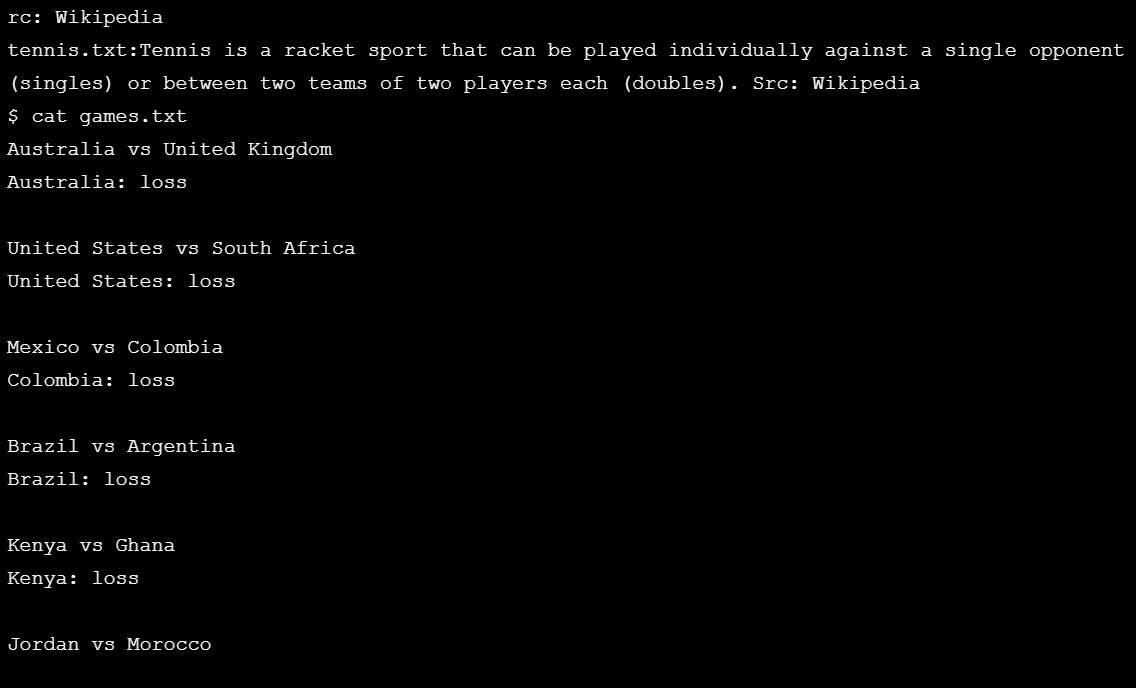 rc: Wikipedia
tennis.txt:Tennis is a racket sport that can be played individually against a single opponent
(singles) or between two teams of two players each (doubles). Src: Wikipedia
$ cat games.txt
Australia vs United Kingdom
Australia: loss
United States vs South Africa
United States: loss
Mexico vs Colombia
Colombia: loss
Brazil vs Argentina
Brazil: loss
Kenya vs Ghana
Kenya: loss
Jordan vs Morocco